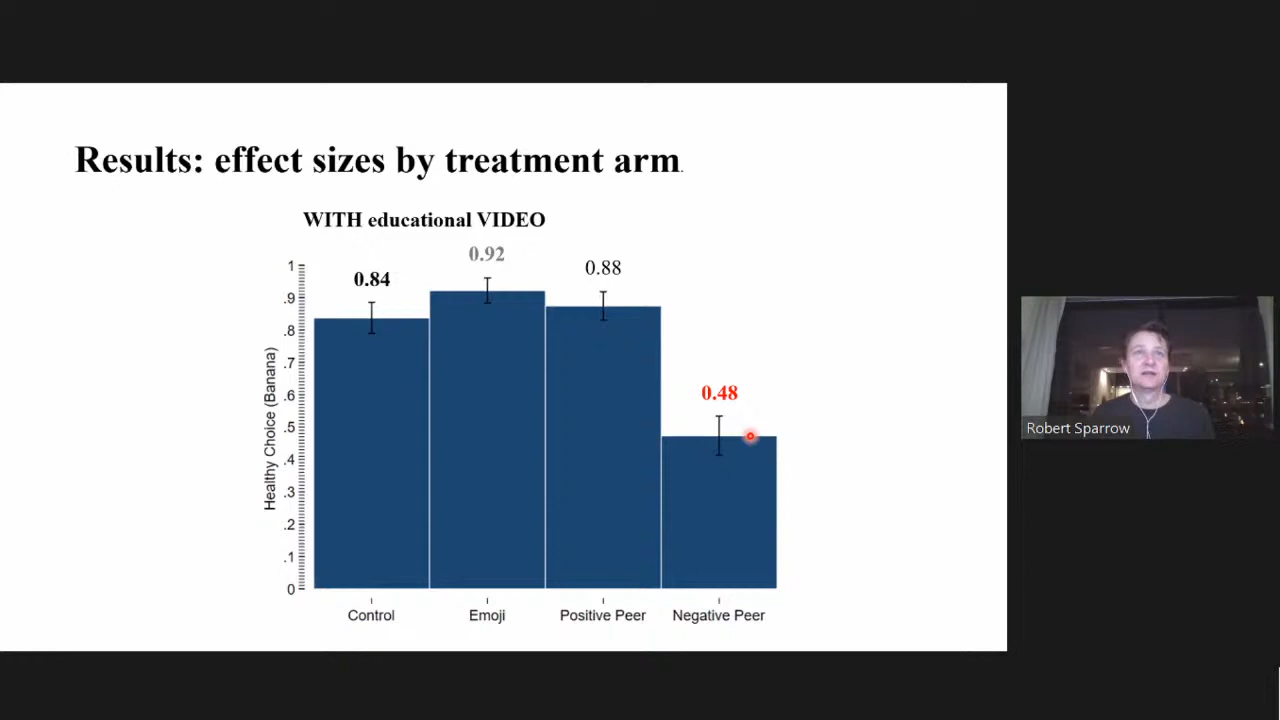 Results: effect sizes by treatment arm.
WITH educational VIDEO
0.84
0.92
0.88
0.48
1
.9
.8
.7
.6
.5
.4
.3
.2
.1
0
Healthy Choice (Banana)
Control
Emoji
Positive Peer
Negative Peer
Robert Sparrow